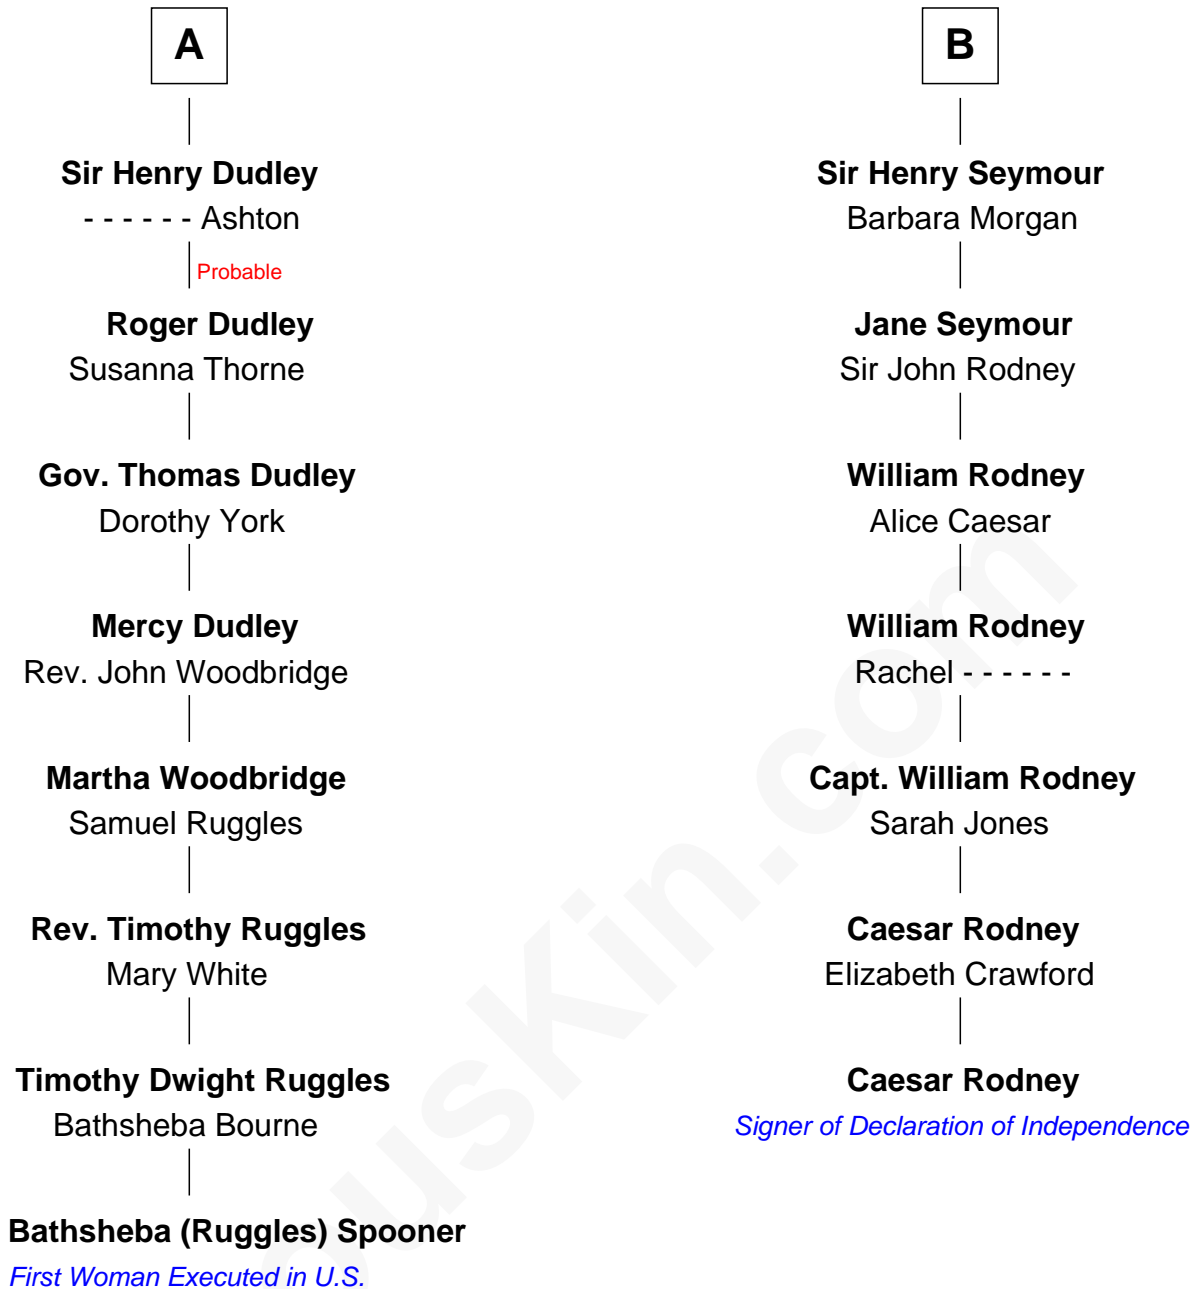 A
Sir Henry Dudley
- - - - - - Ashton
Probable
Roger Dudley
Susanna Thorne
Gov. Thomas Dudley
Dorothy York
Mercy Dudley
Rev. John Woodbridge
Martha Woodbridge
Samuel Ruggles
Rev. Timothy Ruggles
Mary White
Timothy Dwight Ruggles
Bathsheba Bourne
Bathsheba (Ruggles) Spooner
First Woman Executed in U.S.
B
Sir Henry Seymour
Barbara Morgan
Jane Seymour
Sir John Rodney
William Rodney
Alice Caesar
William Rodney
Rachel - - - - - -
Capt. William Rodney
Sarah Jones
Caesar Rodney
Elizabeth Crawford
Caesar Rodney
Signer of Declaration of Independence
ousKin.com